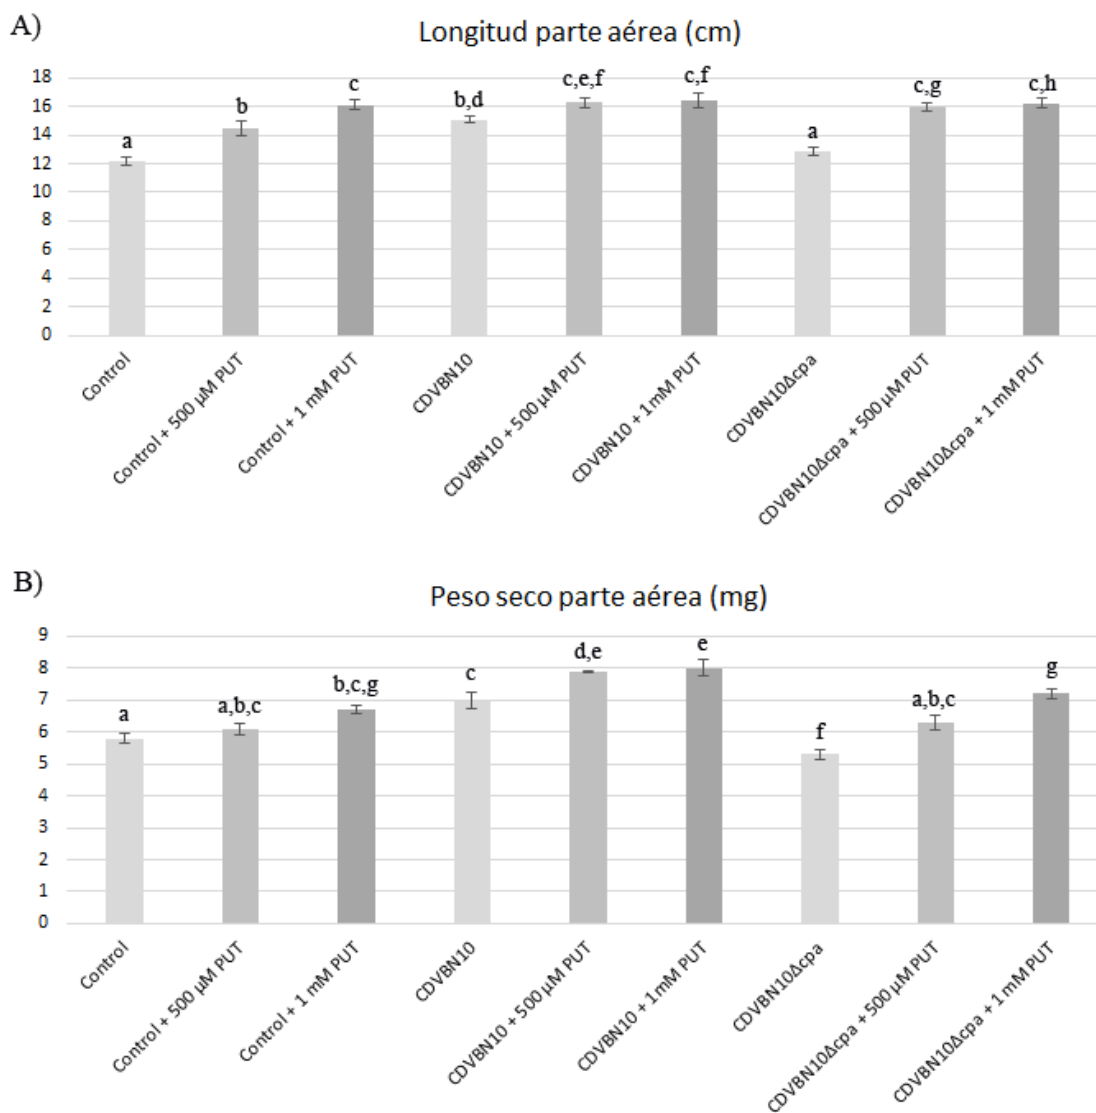 A)
Longitud parte aérea (cm)
18
16
14
12
10
8
6
4
2
0
a
b
c
b,d
c,e,f
c,f
a
c,g
c,h
Control
Control + 500 µM PUT
Control + 1 mM PUT
CDVBN10
CDVBN10 + 500 µM PUT
CDVBN10 + 1 mM PUT
CDVBN10Δcpa
CDVBN10Δcpa + 500 µM PUT
CDVBN10Δcpa + 1 mM PUT
B)
Peso seco parte aérea (mg)
9
8
7
6
5
4
3
2
1
0
a
a,b,c
b,c,g
c
d,e
e
f
a,b,c
g
Control
Control + 500 µM PUT
Control + 1 mM PUT
CDVBN10
CDVBN10 + 500 µM PUT
CDVBN10 + 1 mM PUT
CDVBN10Δcpa
CDVBN10Δcpa + 500 µM PUT
CDVBN10Δcpa + 1 mM PUT